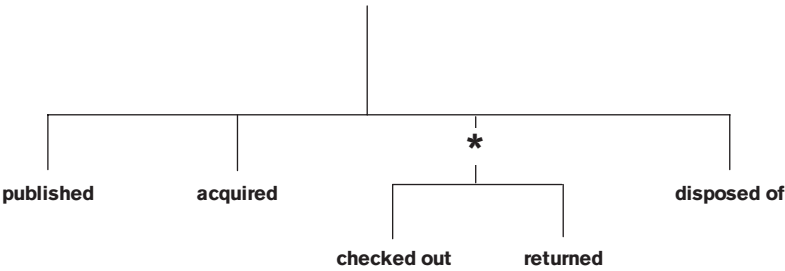 *
published acquired disposed of
checked out returned